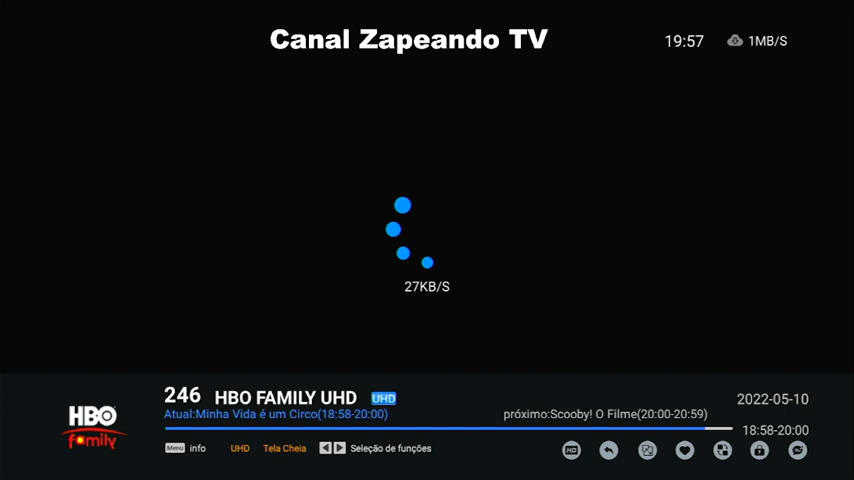 Canal Zapeando TV
19:57
1MB/S
27KB/S
246 HBO FAMILY UHD UHD
2022-05-10
Atual:Minha Vida é um Circo(18:58-20:00)
próximo:Scooby! O Filme(20:00-20:59)
HBO
family
18:58-20:00
Menu info UHD Tela Cheia Seleção de funções
HD